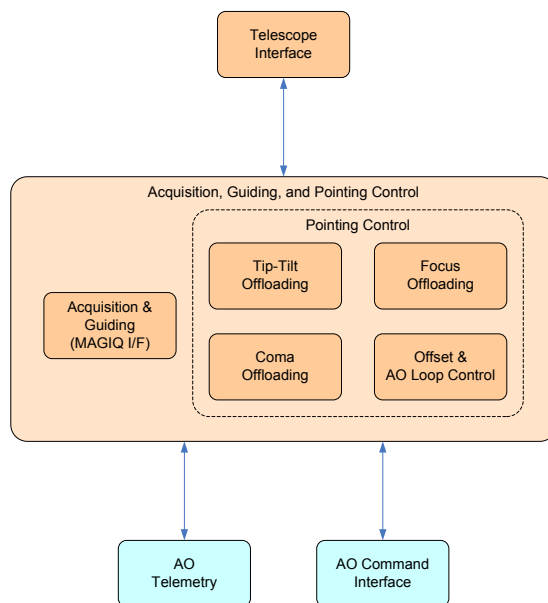 Telescope
Interface
Acquisition, Guiding, and Pointing Control
Pointing Control
Tip-Tilt
Offloading
Focus
Offloading
Acquisition &
Guiding
(MAGIQ I/F)
Coma
Offloading
Offset &
AO Loop Control
AO
Telemetry
AO Command
Interface